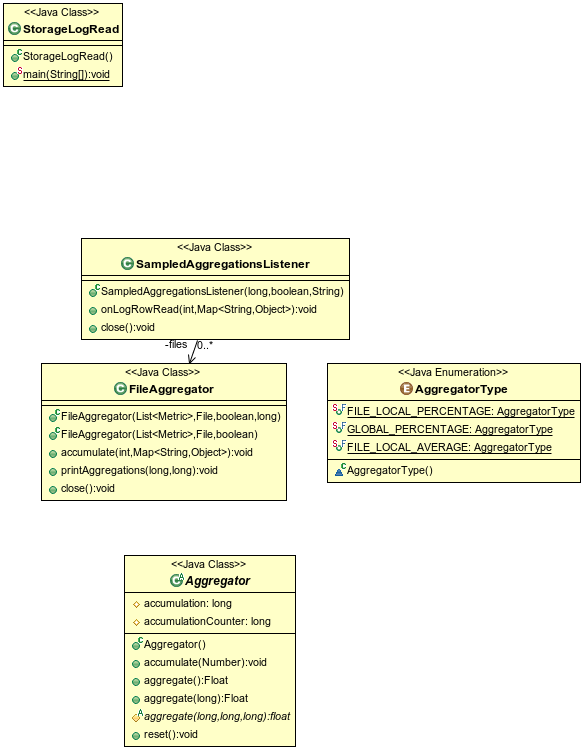 <<Java Class>>
StorageLogRead
StorageLogRead()
main(String[]):void
<<Java Class>>
SampledAggregationsListener
SampledAggregationsListener(long,boolean,String)
onLogRowRead(int,Map<String,Object>):void
close():void
-files 0..*
<<Java Class>>
FileAggregator
FileAggregator(List<Metric>,File,boolean,long)
FileAggregator(List<Metric>,File,boolean)
accumulate(int,Map<String,Object>):void
printAggregations(long,long):void
close():void
<<Java Enumeration>>
AggregatorType
FILE_LOCAL_PERCENTAGE: AggregatorType
GLOBAL_PERCENTAGE: AggregatorType
FILE_LOCAL_AVERAGE: AggregatorType
AggregatorType()
<<Java Class>>
Aggregator
accumulation: long
accumulationCounter: long
Aggregator()
accumulate(Number):void
aggregate():Float
aggregate(long):Float
aggregate(long,long,long):float
reset():void